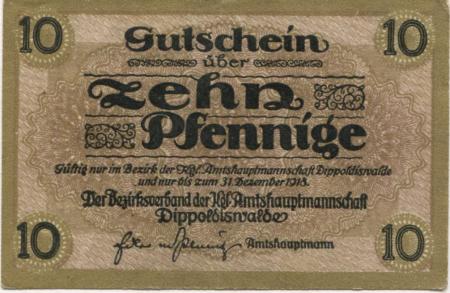 10 Gutschein 10
über
Zehn
Pfennige
Gültig nur im Bezirk der Kgl. Amtshauptmannschaft Dippoldiswalde
und nur bis zum 31. Dezember 1918.
Der Bezirksverband der Kgl. Amtshauptmannschaft
Dippoldiswalde
10 Amtshauptmann 10